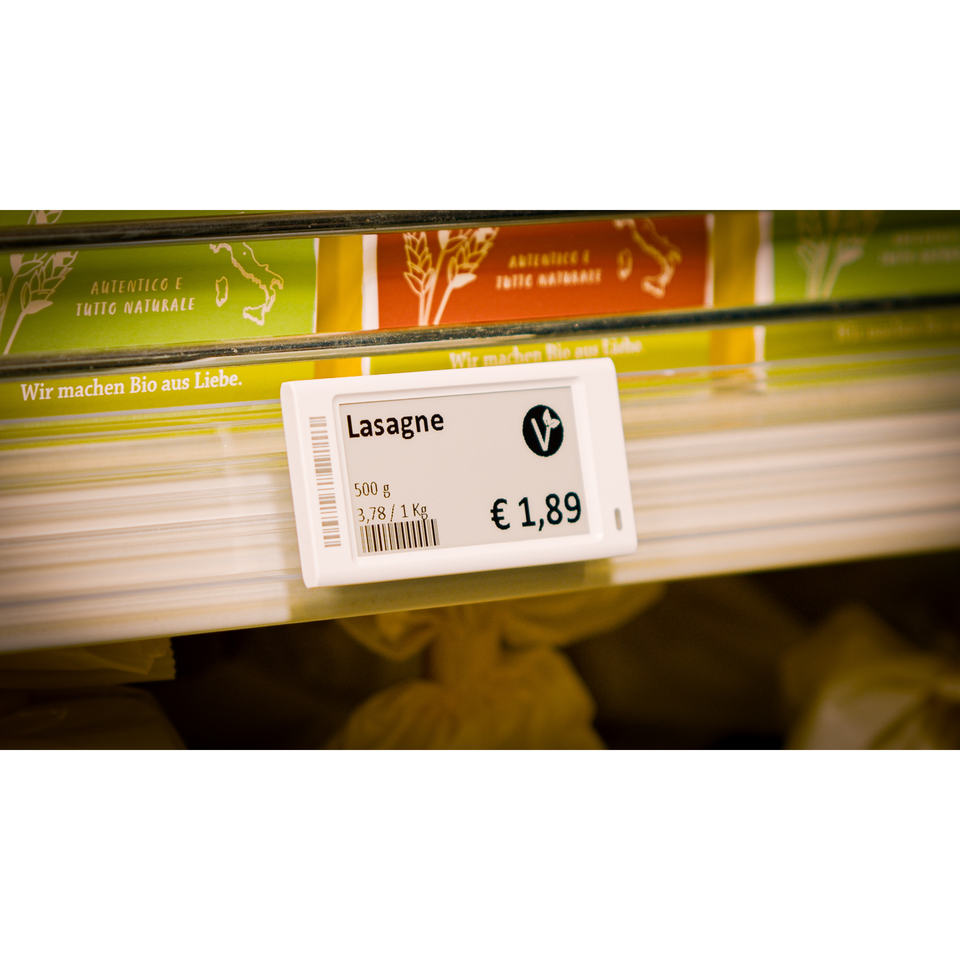 AUTENTICO E
TUTTO NATURALE
AUTENTICO E
TUTTO NATURALE
Wir machen Bio aus Liebe.
Wir machen Bio aus Liebe.
Lasagne
V
500 g
3,78 / 1 Kg
€ 1,89